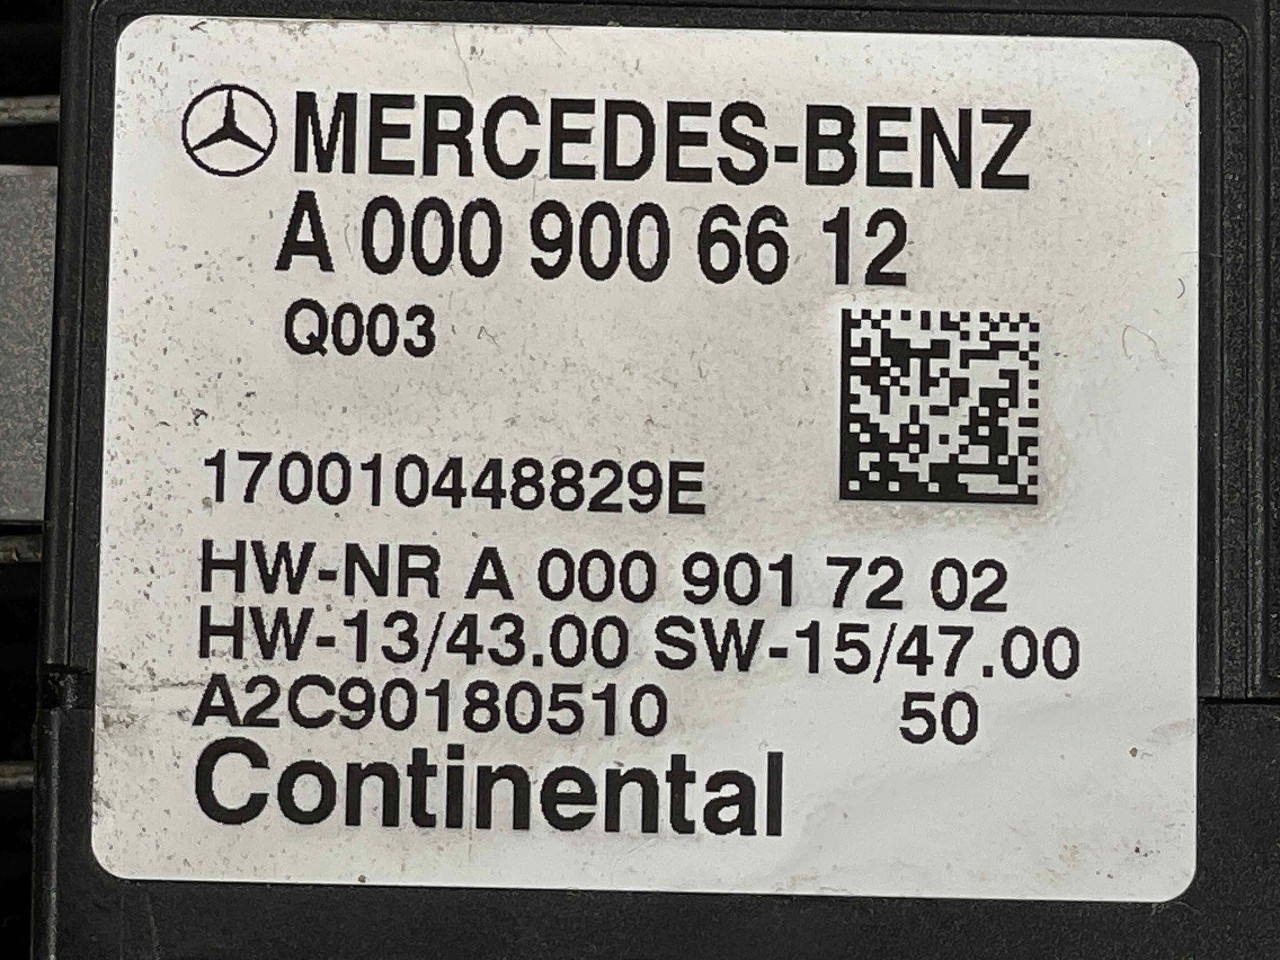 MERCEDES-BENZ
A 000 900 66 12
Q003
170010448829E
HW-NR A 000 901 72 02
HW-13/43.00 SW-15/47.00
A2C90180510 50
Continental